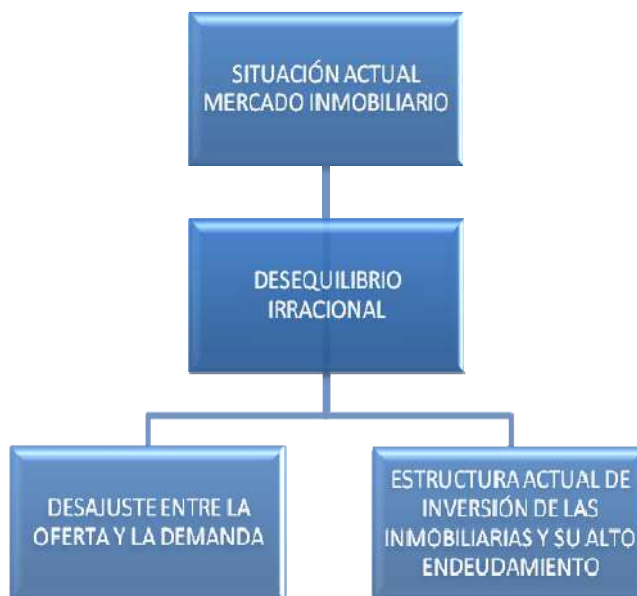 SITUACIÓN ACTUAL
MERCADO INMOBILIARIO
DESEQUILIBRIO
IRRACIONAL
DESAJUSTE ENTRE LA
OFERTA Y LA DEMANDA
ESTRUCTURA ACTUAL DE
INVERSIÓN DE LAS
INMOBILIARIAS Y SU ALTO
ENDEUDAMIENTO